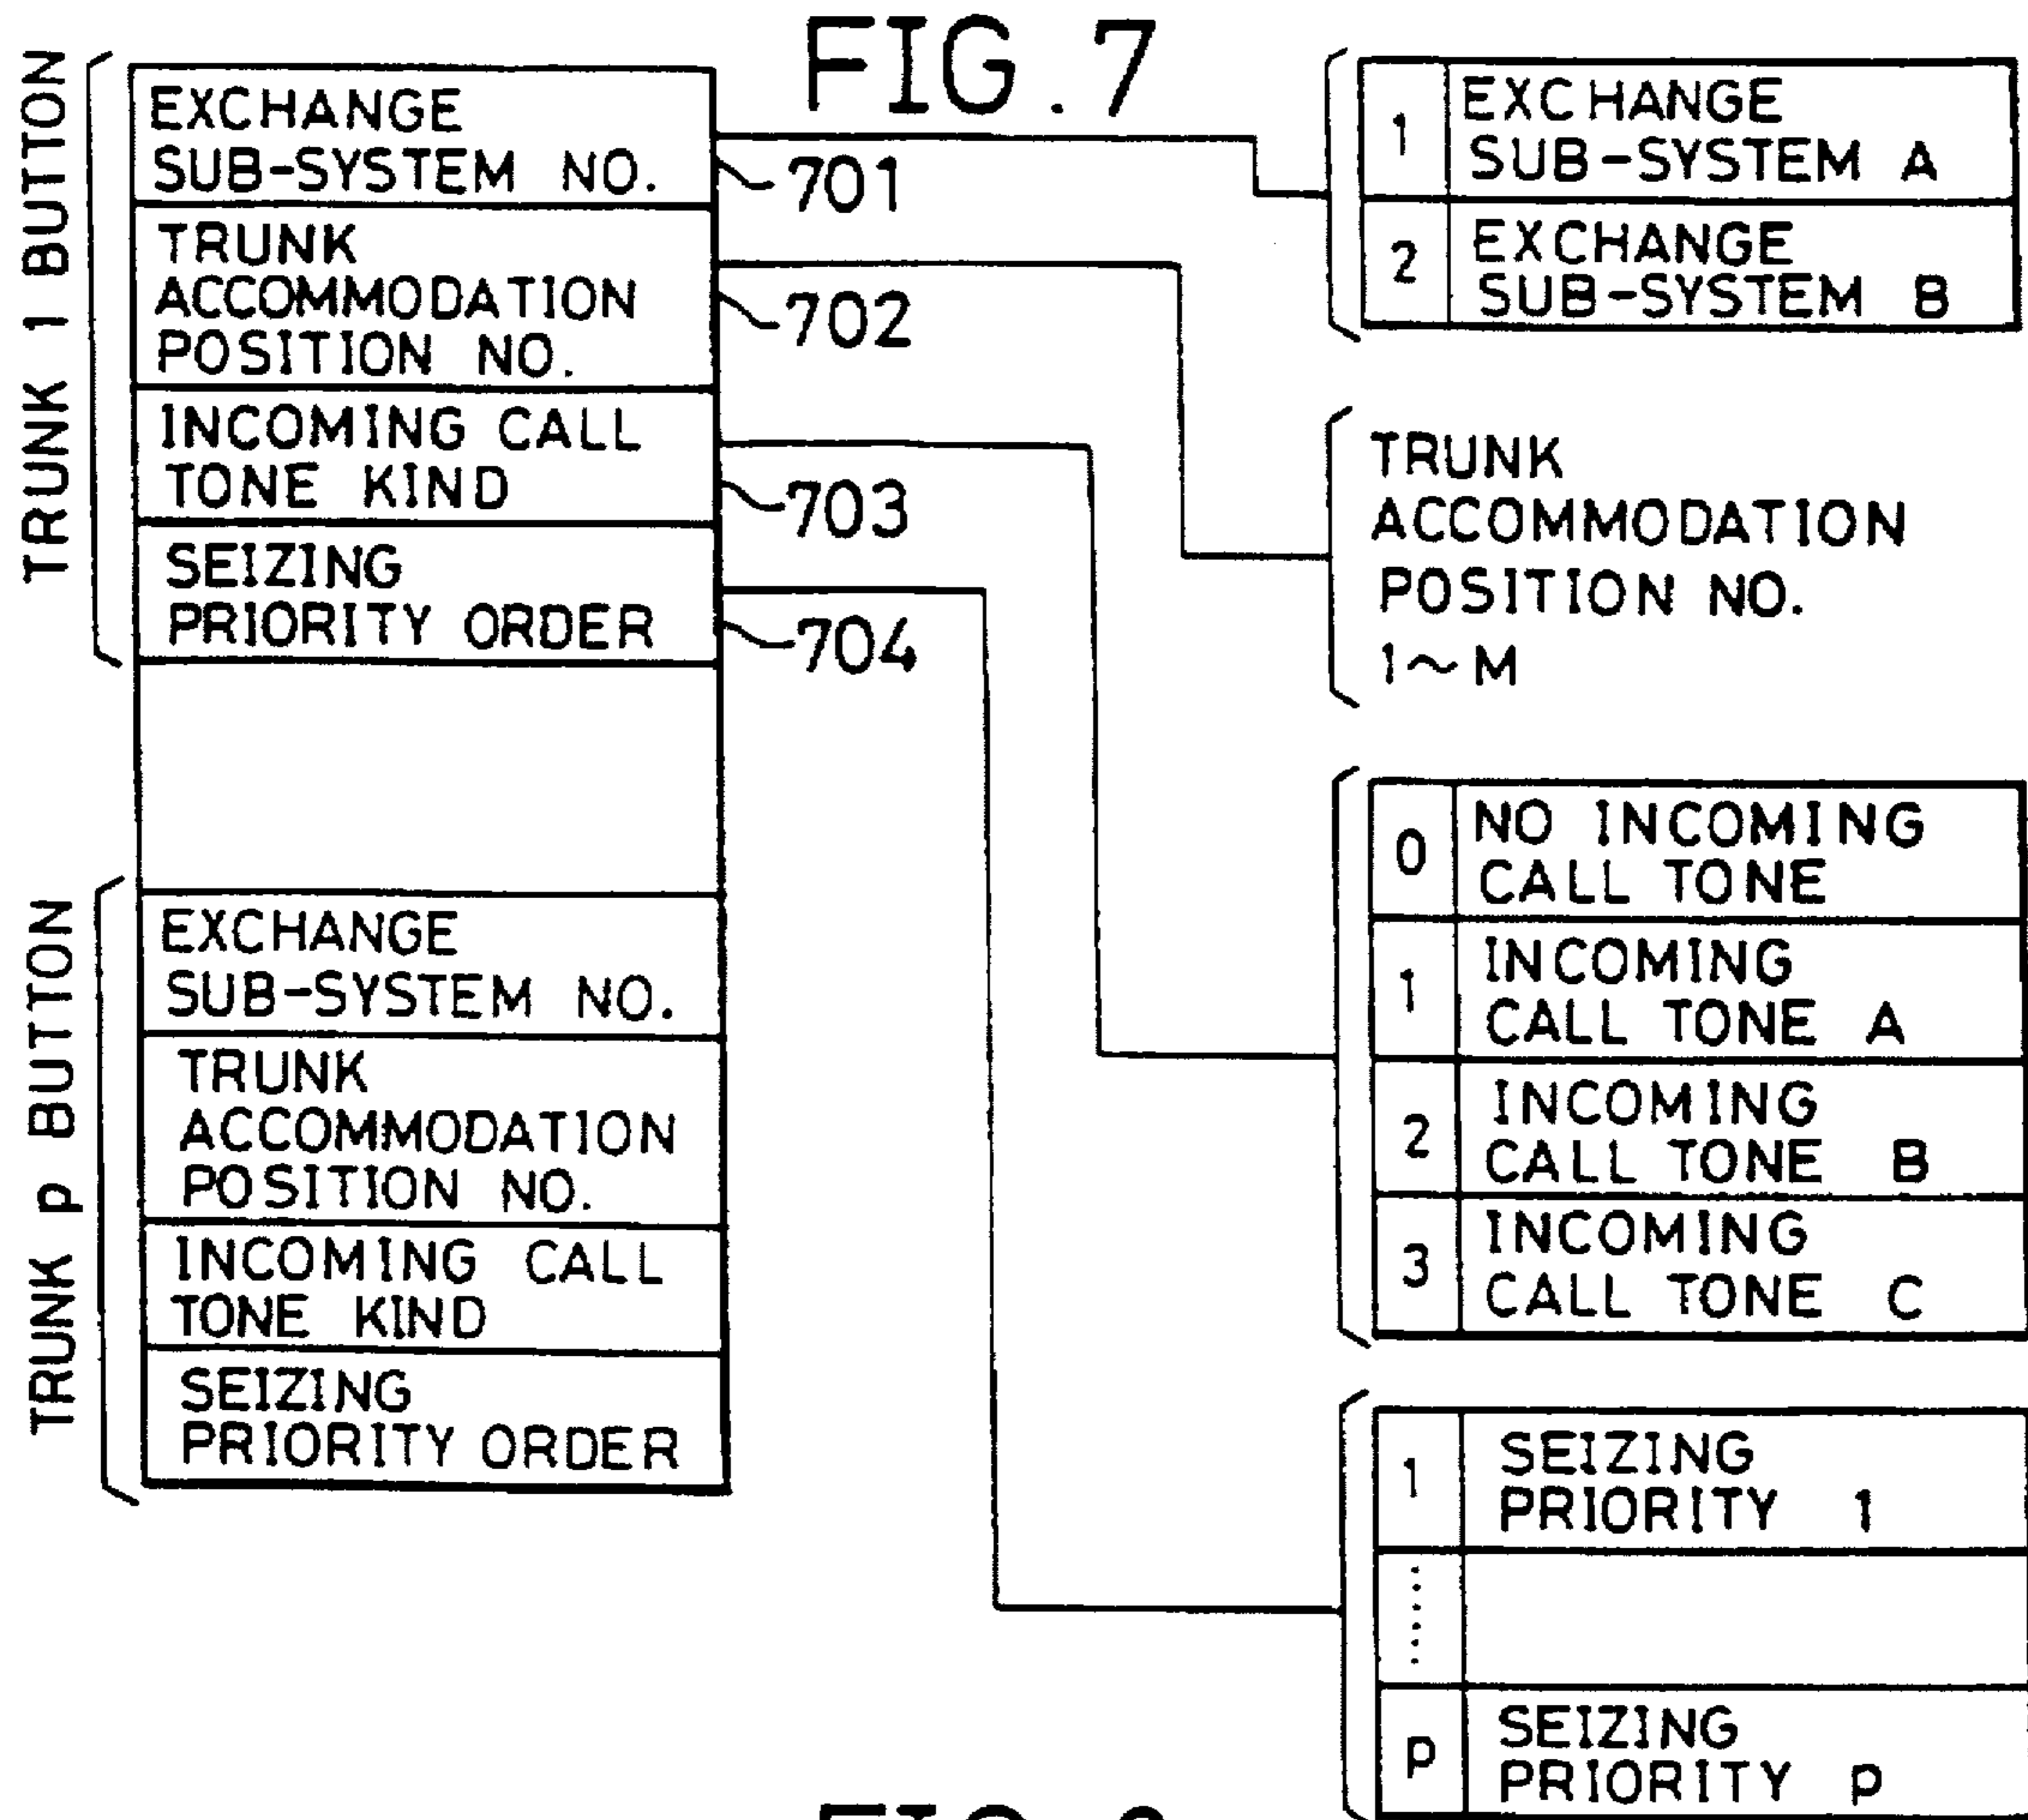 FIG. 7
TRUNK 1 BUTTON
EXCHANGE
SUB-SYSTEM NO.
701
TRUNK
ACCOMMODATION
POSITION NO.
702
INCOMING CALL
TONE KIND
703
SEIZING
PRIORITY ORDER
704
TRUNK p BUTTON
EXCHANGE
SUB-SYSTEM NO.
TRUNK
ACCOMMODATION
POSITION NO.
INCOMING CALL
TONE KIND
SEIZING
PRIORITY ORDER
1 EXCHANGE
SUB-SYSTEM A
2 EXCHANGE
SUB-SYSTEM B
TRUNK
ACCOMMODATION
POSITION NO.
1~M
0 NO INCOMING
CALL TONE
1 INCOMING
CALL TONE A
2 INCOMING
CALL TONE B
3 INCOMING
CALL TONE C
1 SEIZING
PRIORITY 1
p SEIZING
PRIORITY p